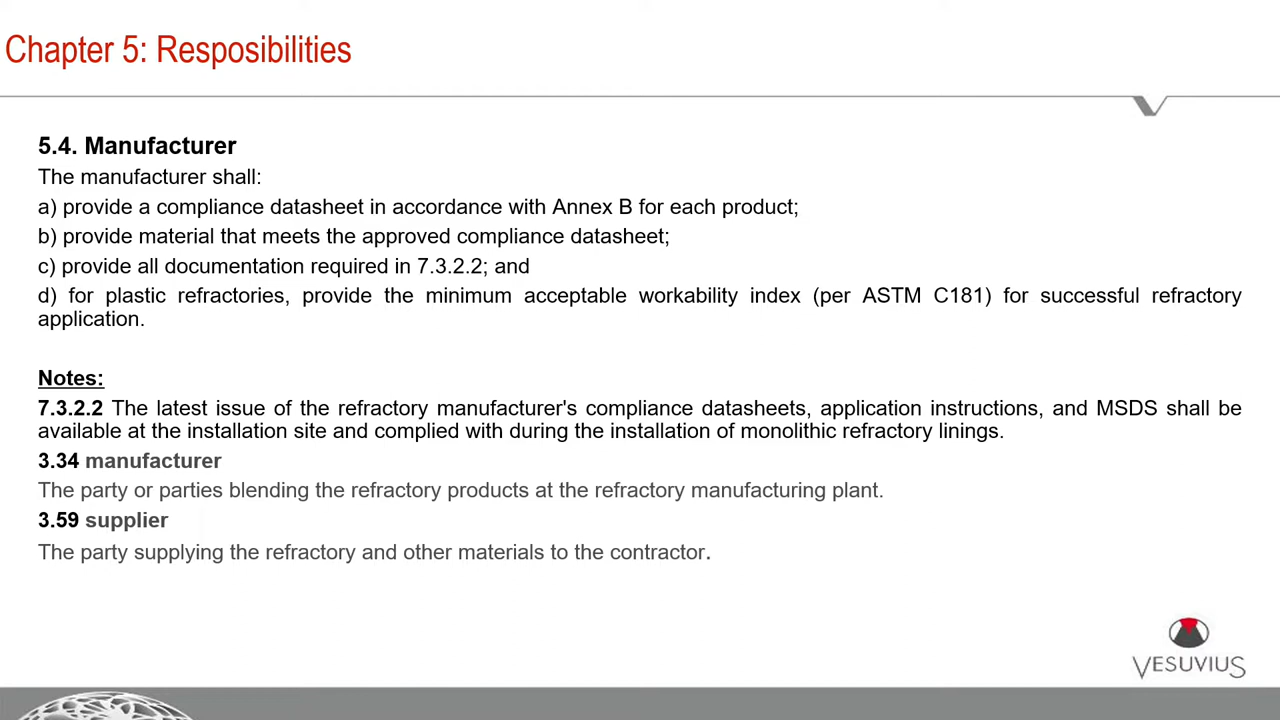 Chapter 5: Resposibilities
5.4. Manufacturer
The manufacturer shall:
a) provide a compliance datasheet in accordance with Annex B for each product;
b) provide material that meets the approved compliance datasheet;
c) provide all documentation required in 7.3.2.2; and
d) for plastic refractories, provide the minimum acceptable workability index (per ASTM C181) for successful refractory
application.
Notes:
7.3.2.2 The latest issue of the refractory manufacturer's compliance datasheets, application instructions, and MSDS shall be
available at the installation site and complied with during the installation of monolithic refractory linings.
3.34 manufacturer
The party or parties blending the refractory products at the refractory manufacturing plant.
3.59 supplier
The party supplying the refractory and other materials to the contractor.
VESUVIUS